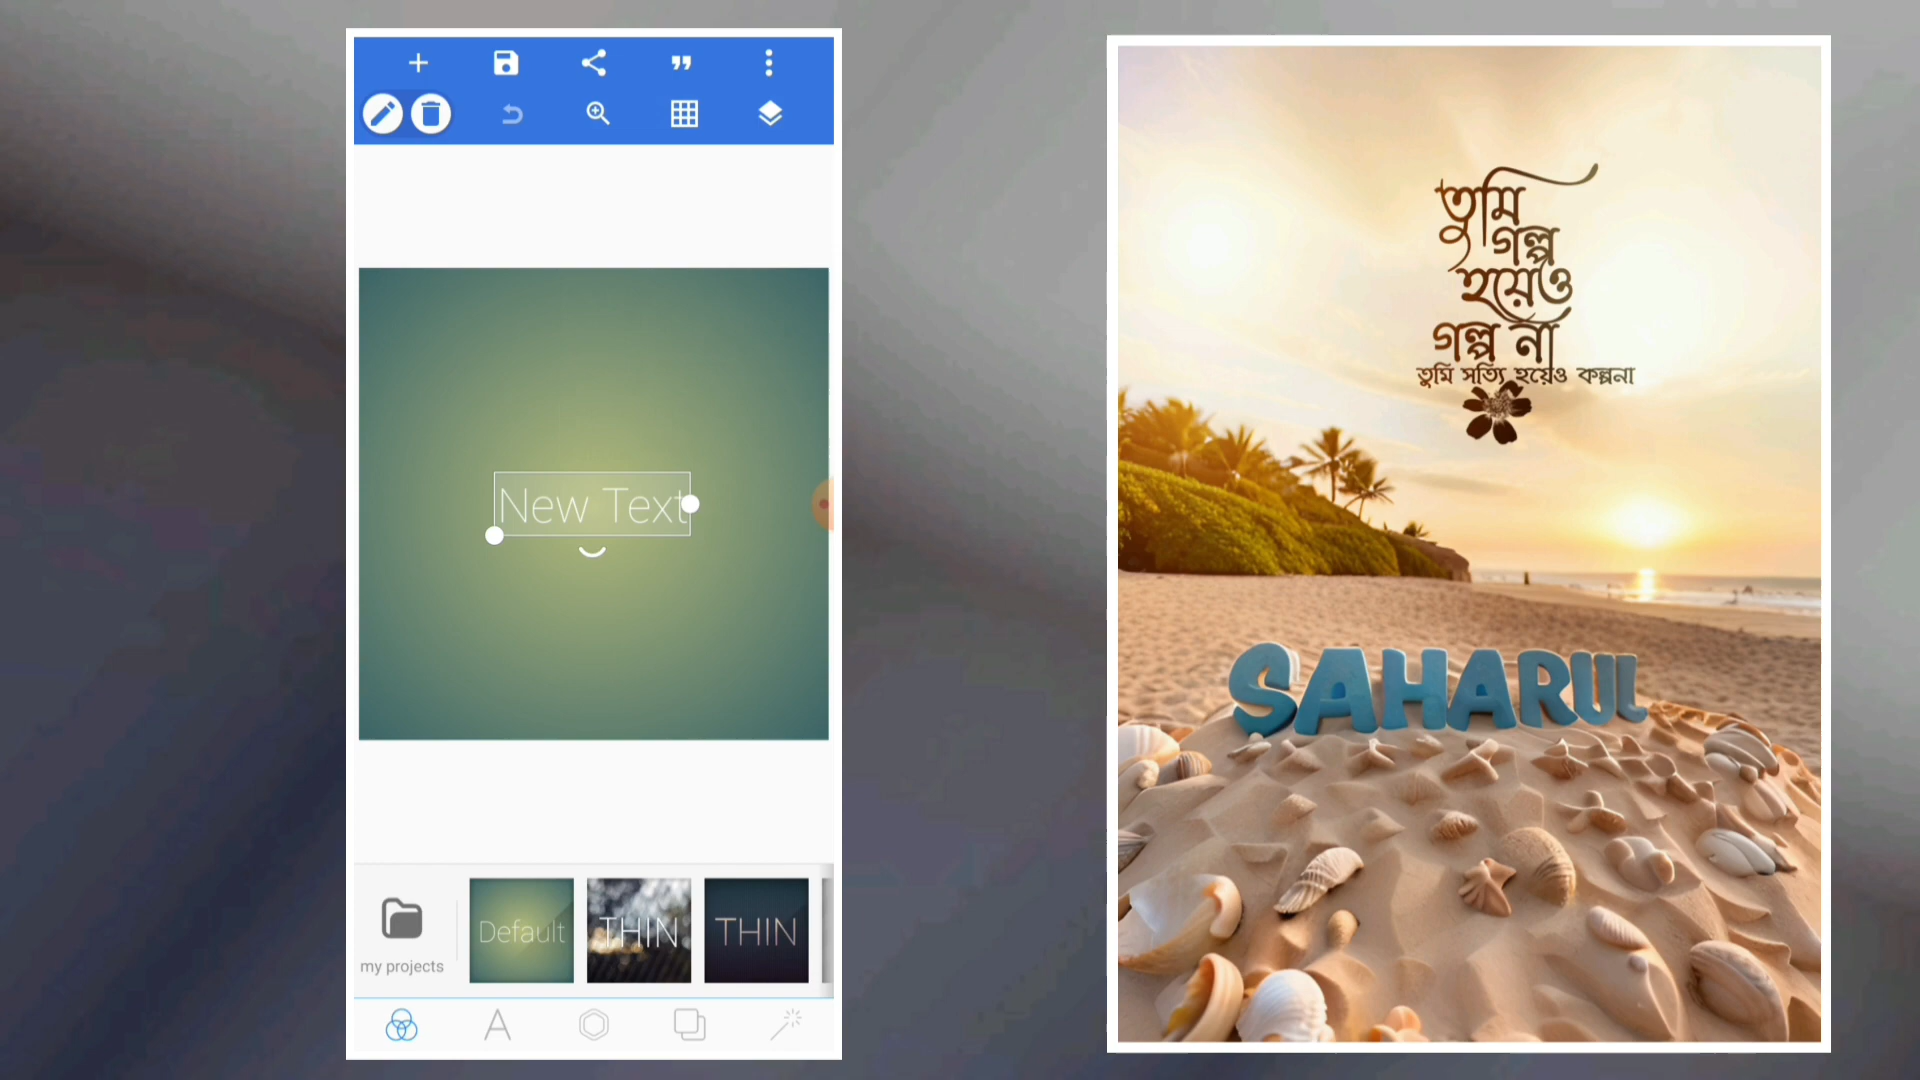 New Text
my projects
Default
THIN
THIN
তুমি
গল্প
হয়েও
গল্প না
তুমি সত্যি হয়েও কল্পনা
SAHARUL